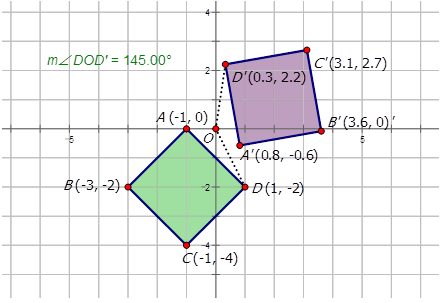 4
C′(3.1, 2.7)
m∠DOD′ = 145.00°
2
D′(0.3, 2.2)
A (-1, 0)
B′(3.6, 0)′
O
-5
5
A′(0.8, -0.6)
B (-3, -2)
-2
D (1, -2)
-4
C(-1, -4)